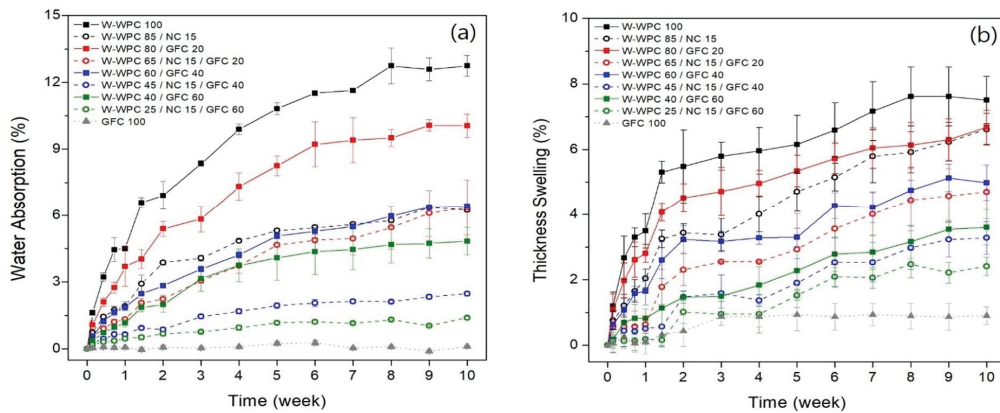 15
12
9
6
3
0
Water Absorption (%)
W-WPC 100
W-WPC 85 / NC 15
W-WPC 80 / GFC 20
W-WPC 65 / NC 15 / GFC 20
W-WPC 60 / GFC 40
W-WPC 45 / NC 15 / GFC 40
W-WPC 40 / GFC 60
W-WPC 25 / NC 15 / GFC 60
GFC 100
(a)
0 1 2 3 4 5 6 7 8 9 10
Time (week)
10
8
6
4
2
0
Thickness Swelling (%)
W-WPC 100
W-WPC 85 / NC 15
W-WPC 80 / GFC 20
W-WPC 65 / NC 15 / GFC 20
W-WPC 60 / GFC 40
W-WPC 45 / NC 15 / GFC 40
W-WPC 40 / GFC 60
W-WPC 25 / NC 15 / GFC 60
GFC 100
(b)
0 1 2 3 4 5 6 7 8 9 10
Time (week)